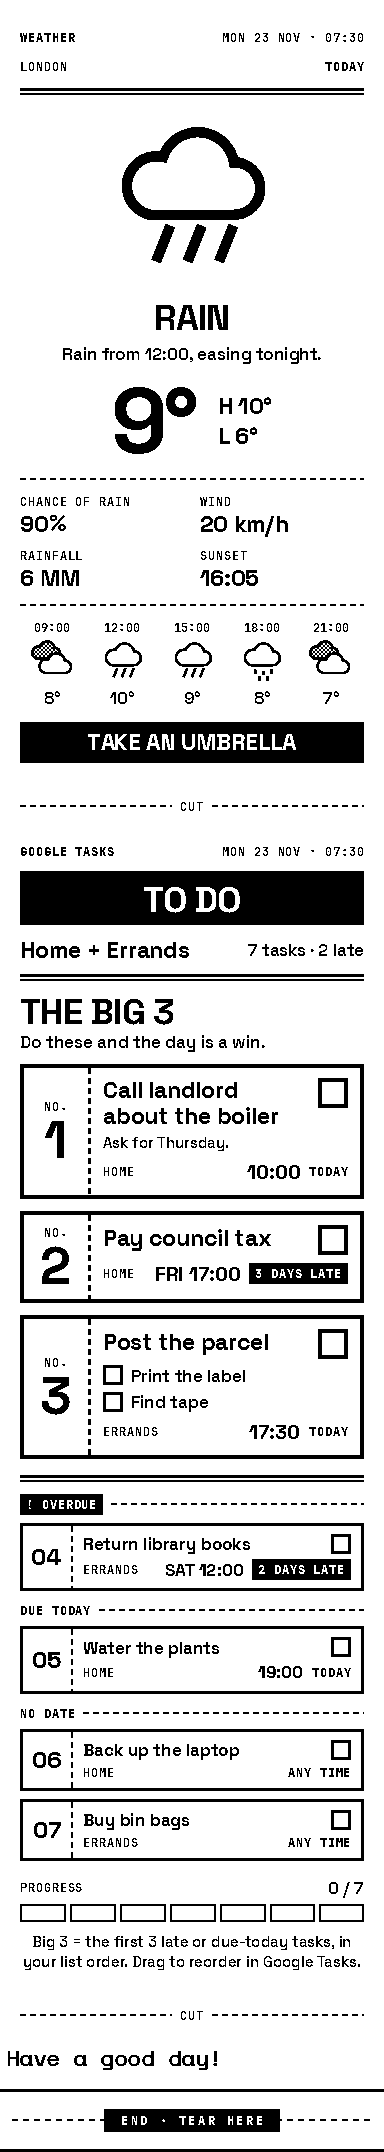 WEATHER MON 23 NOV · 07:30
LONDON TODAY
RAIN
Rain from 12:00, easing tonight.
9° H 10°
L 6°
CHANCE OF RAIN WIND
90% 20 km/h
RAINFALL SUNSET
6 MM 16:05
09:00 12:00 15:00 18:00 21:00
8° 10° 9° 8° 7°
TAKE AN UMBRELLA
CUT
GOOGLE TASKS MON 23 NOV · 07:30
TO DO
Home + Errands 7 tasks · 2 late
THE BIG 3
Do these and the day is a win.
NO. 1
Call landlord
about the boiler
Ask for Thursday.
HOME 10:00 TODAY
NO. 2
Pay council tax
HOME FRI 17:00 3 DAYS LATE
NO. 3
Post the parcel
Print the label
Find tape
ERRANDS 17:30 TODAY
! OVERDUE
04 Return library books
ERRANDS SAT 12:00 2 DAYS LATE
DUE TODAY
05 Water the plants
HOME 19:00 TODAY
NO DATE
06 Back up the laptop
HOME ANY TIME
07 Buy bin bags
ERRANDS ANY TIME
PROGRESS 0 / 7
Big 3 = the first 3 late or due-today tasks, in
your list order. Drag to reorder in Google Tasks.
CUT
Have a good day!
END · TEAR HERE